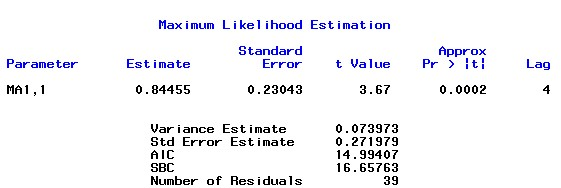 Maximum Likelihood Estimation
Standard Approx
Parameter Estimate Error t Value Pr > |t| Lag
MA1,1 0.84455 0.23043 3.67 0.0002 4
Variance Estimate 0.073973
Std Error Estimate 0.271979
AIC 14.99407
SBC 16.65763
Number of Residuals 39